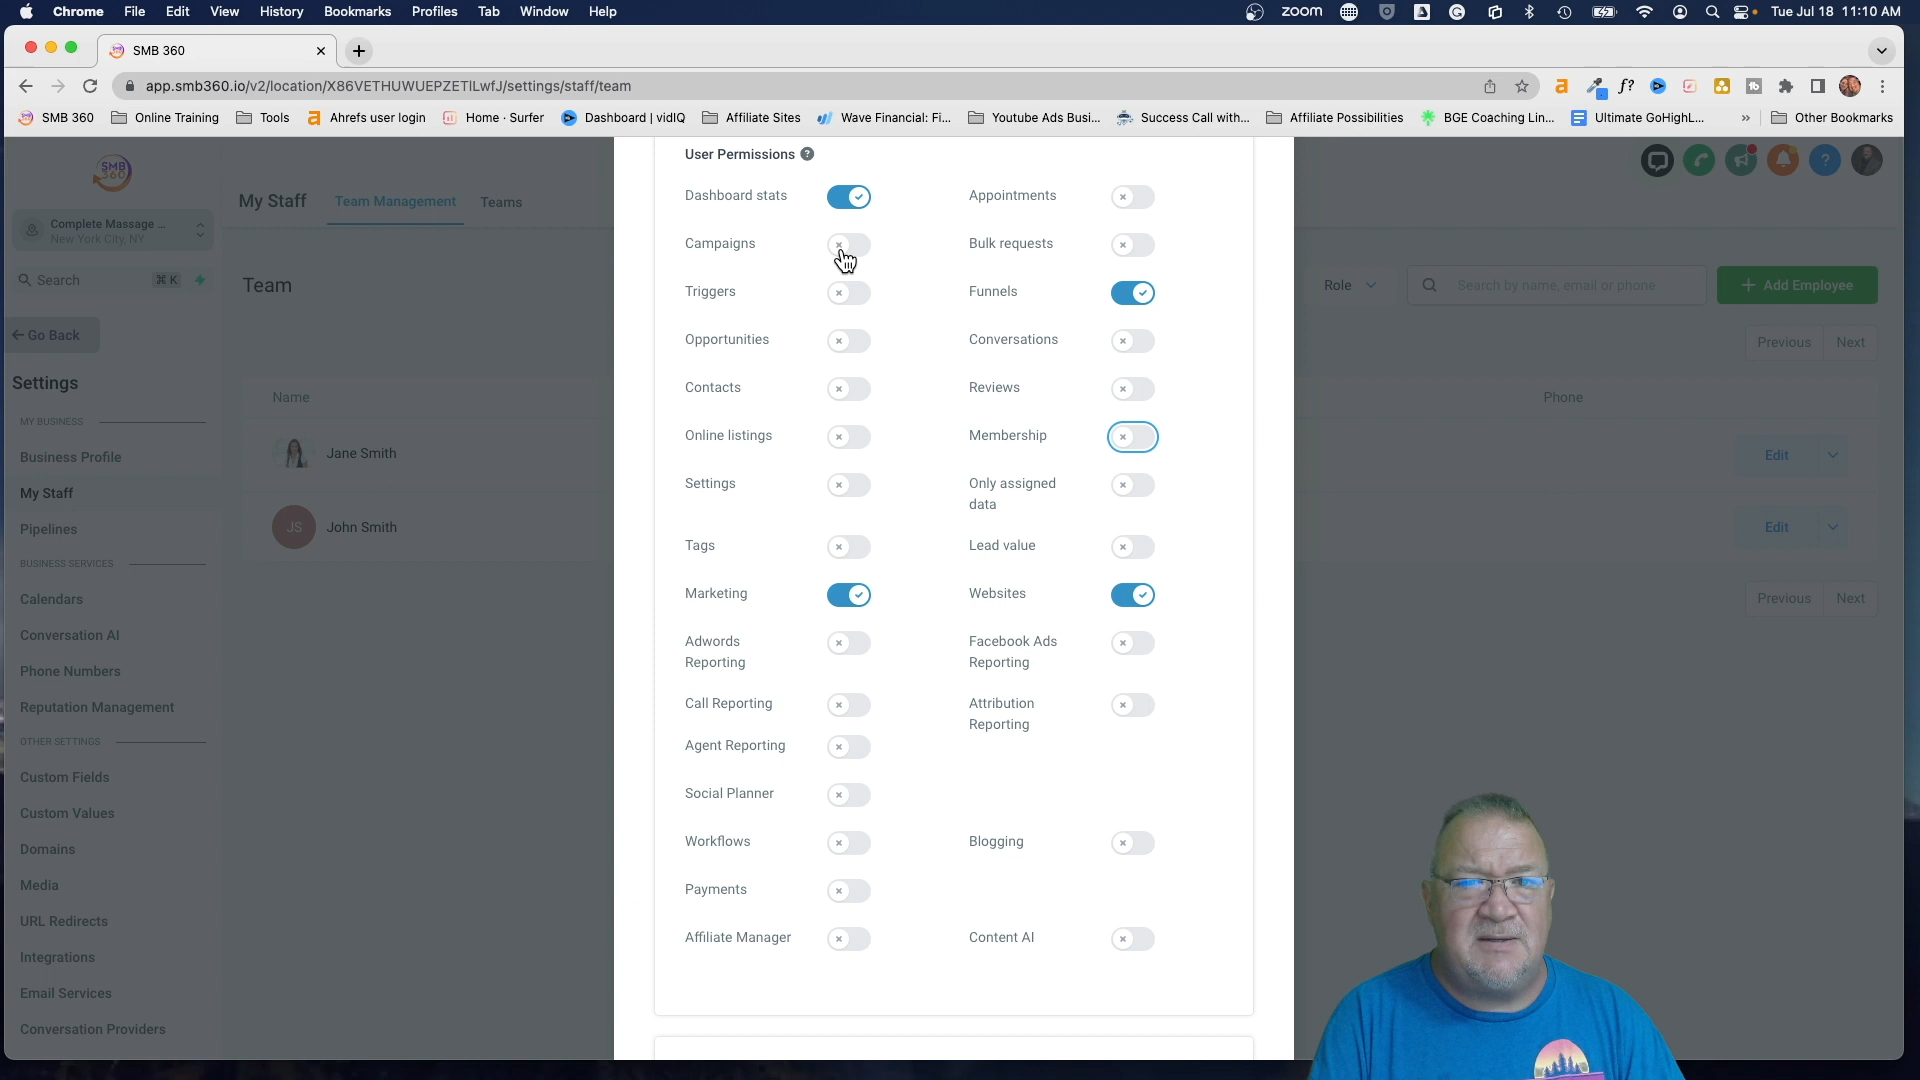 Chrome File Edit View History Bookmarks Profiles Tab Window Help
zoom Tue Jul 18 11:10 AM
SMB 360
app.smb360.io/v2/location/X86VETHUWUEPZETlLwfJ/settings/staff/team
SMB 360 Online Training Tools Ahrefs user login Home · Surfer Dashboard | vidIQ Affiliate Sites Wave Financial: Fi... Youtube Ads Busi... Success Call with... Affiliate Possibilities BGE Coaching Lin... Ultimate GoHighL... » Other Bookmarks
SMB
360
Complete Massage ...
New York City, NY
Search ⌘ K
Go Back
Settings
MY BUSINESS
Business Profile
My Staff
Pipelines
BUSINESS SERVICES
Calendars
Conversation AI
Phone Numbers
Reputation Management
OTHER SETTINGS
Custom Fields
Custom Values
Domains
Media
URL Redirects
Integrations
Email Services
Conversation Providers
My Staff Team Management Teams
Team
Role Search by name, email or phone + Add Employee
Previous Next
Name Phone
Jane Smith Edit
JS John Smith Edit
Previous Next
User Permissions ?
Dashboard stats Appointments
Campaigns Bulk requests
Triggers Funnels
Opportunities Conversations
Contacts Reviews
Online listings Membership
Settings Only assigned
data
Tags Lead value
Marketing Websites
Adwords Facebook Ads
Reporting Reporting
Call Reporting Attribution
Reporting
Agent Reporting
Social Planner
Workflows Blogging
Payments
Affiliate Manager Content AI